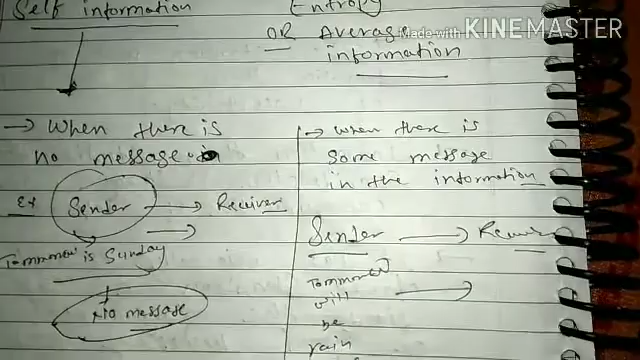 Self information
Entropy
OR Average
information
Made with KINEMASTER
→ When there is
no message in
Ex Sender → Receiver
Tommorow is Sunday
No message
→ when there is
some message
in the information
Sender → Receiver
Tommorow
will
be
rain